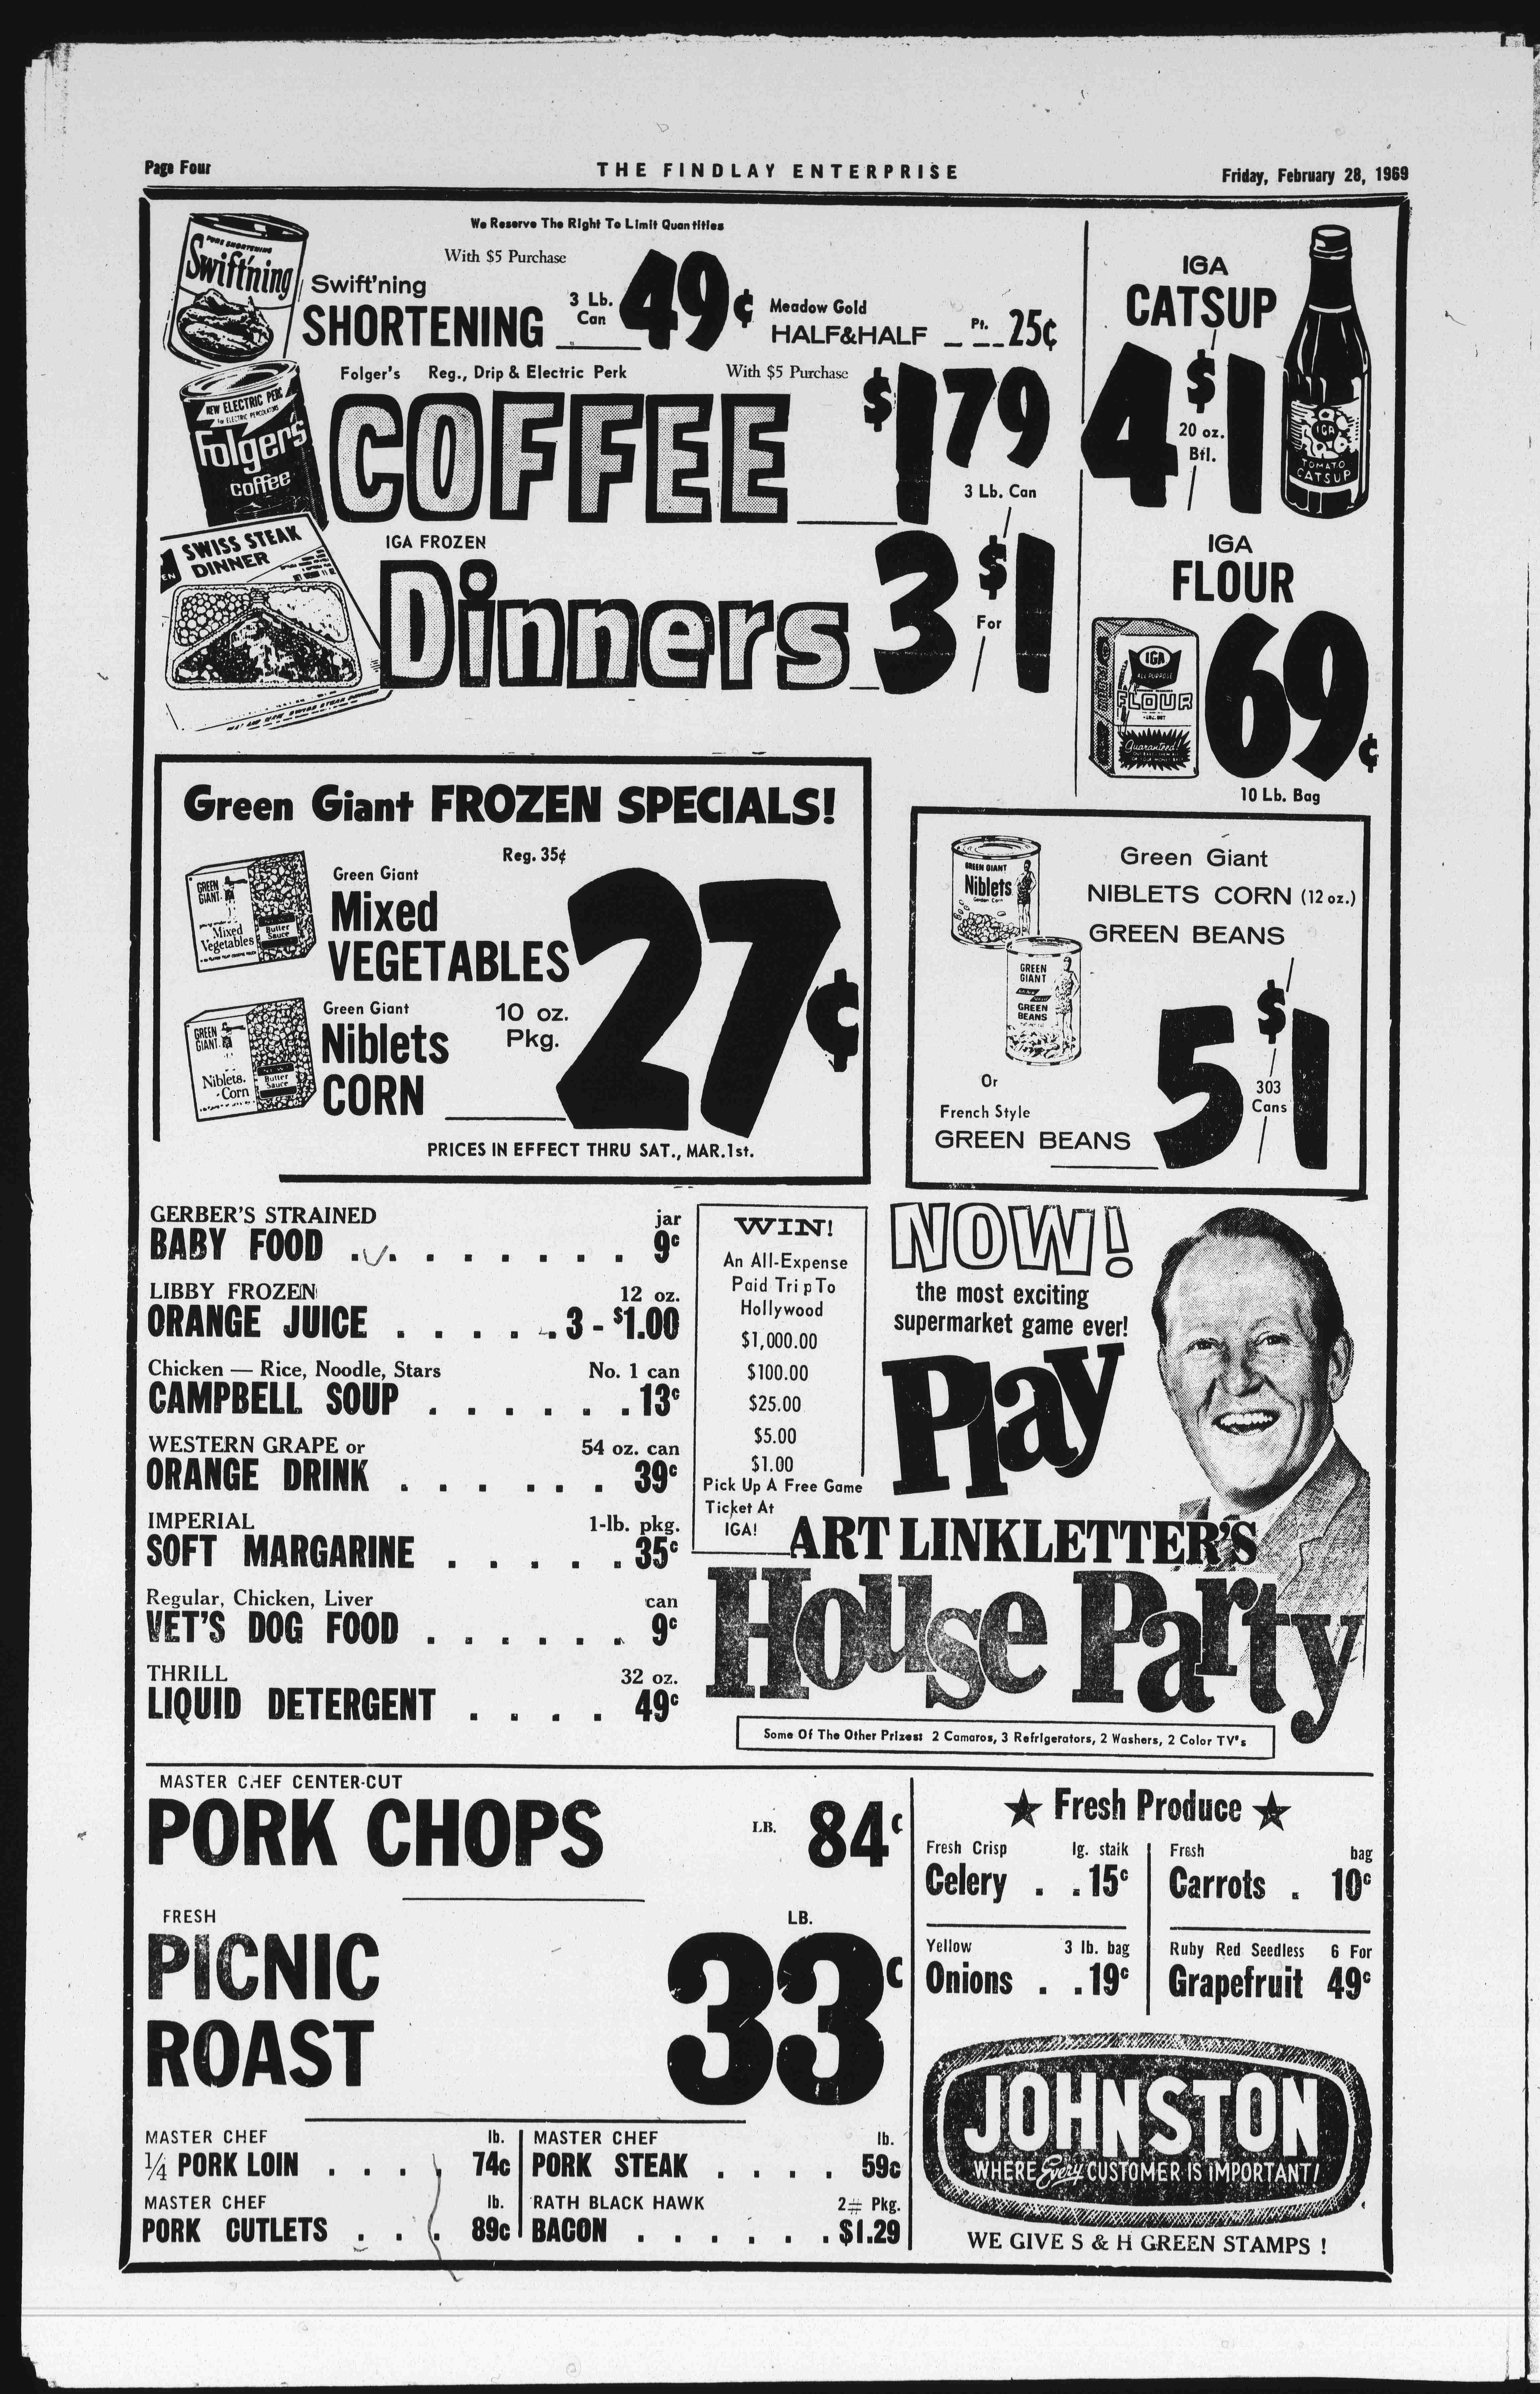 Page Four
THE FINDLAY ENTERPRISE
Friday, February 28, 1969
We Reserve The Right To Limit Quantities
With $5 Purchase
PURE SHORTENING
Swift'ning
Swift'ning
SHORTENING
3 Lb.
Can
49¢
Meadow Gold
HALF&HALF
Pt.
25¢
Folger's Reg., Drip & Electric Perk
With $5 Purchase
NEW ELECTRIC PERK
for ELECTRIC PERCOLATORS
Folger's
coffee
COFFEE
$179
3 Lb. Can
SWISS STEAK
DINNER
IGA FROZEN
Dinners
3
For
$1
IGA
CATSUP
4
20 oz.
Btl.
$1
IGA
TOMATO
CATSUP
IGA
FLOUR
IGA
ALL PURPOSE
FLOUR
Guaranteed!
69¢
10 Lb. Bag
Green Giant FROZEN SPECIALS!
Reg. 35¢
GREEN
GIANT
Mixed
Vegetables
Butter
Sauce
Green Giant
Mixed
VEGETABLES
GREEN
GIANT
Niblets
Corn
Butter
Sauce
Green Giant
Niblets
CORN
10 oz.
Pkg.
27¢
PRICES IN EFFECT THRU SAT., MAR.1st.
GREEN GIANT
Niblets
Golden Corn
GREEN
GIANT
GREEN
BEANS
Green Giant
NIBLETS CORN (12 oz.)
GREEN BEANS
Or
French Style
GREEN BEANS
5
303
Cans
$1
GERBER'S STRAINED jar
BABY FOOD . . . . . . . . 9¢
LIBBY FROZEN 12 oz.
ORANGE JUICE . . . . . . 3 - $1.00
Chicken — Rice, Noodle, Stars No. 1 can
CAMPBELL SOUP . . . . . . 13¢
WESTERN GRAPE or 54 oz. can
ORANGE DRINK . . . . . . 39¢
IMPERIAL 1-lb. pkg.
SOFT MARGARINE . . . . . 35¢
Regular, Chicken, Liver can
VET'S DOG FOOD . . . . . . 9¢
THRILL 32 oz.
LIQUID DETERGENT . . . . 49¢
WIN!
An All-Expense
Paid Trip To
Hollywood
$1,000.00
$100.00
$25.00
$5.00
$1.00
Pick Up A Free Game
Ticket At
IGA!
NOW!
the most exciting
supermarket game ever!
Play
ART LINKLETTER'S
House Party
Some Of The Other Prizes: 2 Camaros, 3 Refrigerators, 2 Washers, 2 Color TV's
MASTER CHEF CENTER-CUT
PORK CHOPS LB. 84¢
FRESH
PICNIC
ROAST
LB.
33¢
MASTER CHEF lb.
1/4 PORK LOIN . . . . 74c
MASTER CHEF lb.
PORK CUTLETS . . . 89c
MASTER CHEF lb.
PORK STEAK . . . . 59c
RATH BLACK HAWK 2# Pkg.
BACON . . . . . . $1.29
★ Fresh Produce ★
Fresh Crisp lg. stalk
Celery . . 15¢
Fresh bag
Carrots . 10¢
Yellow 3 lb. bag
Onions . . 19¢
Ruby Red Seedless 6 For
Grapefruit 49¢
JOHNSTON
WHERE Every CUSTOMER IS IMPORTANT!
WE GIVE S & H GREEN STAMPS !